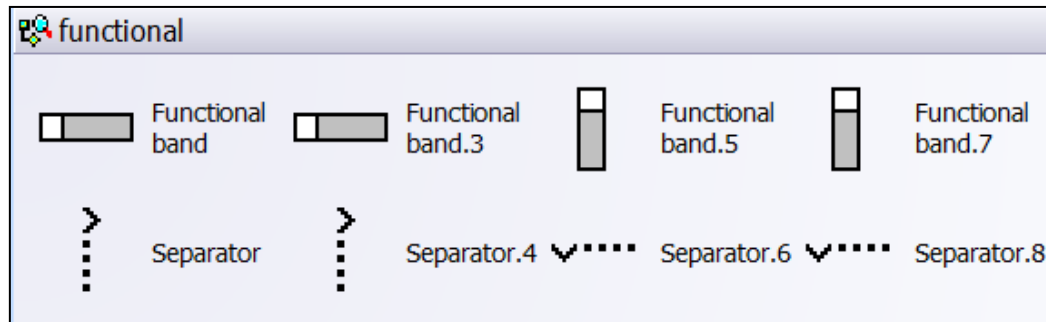 functional
Functional band
Functional band.3
Functional band.5
Functional band.7
Separator
Separator.4
Separator.6
Separator.8